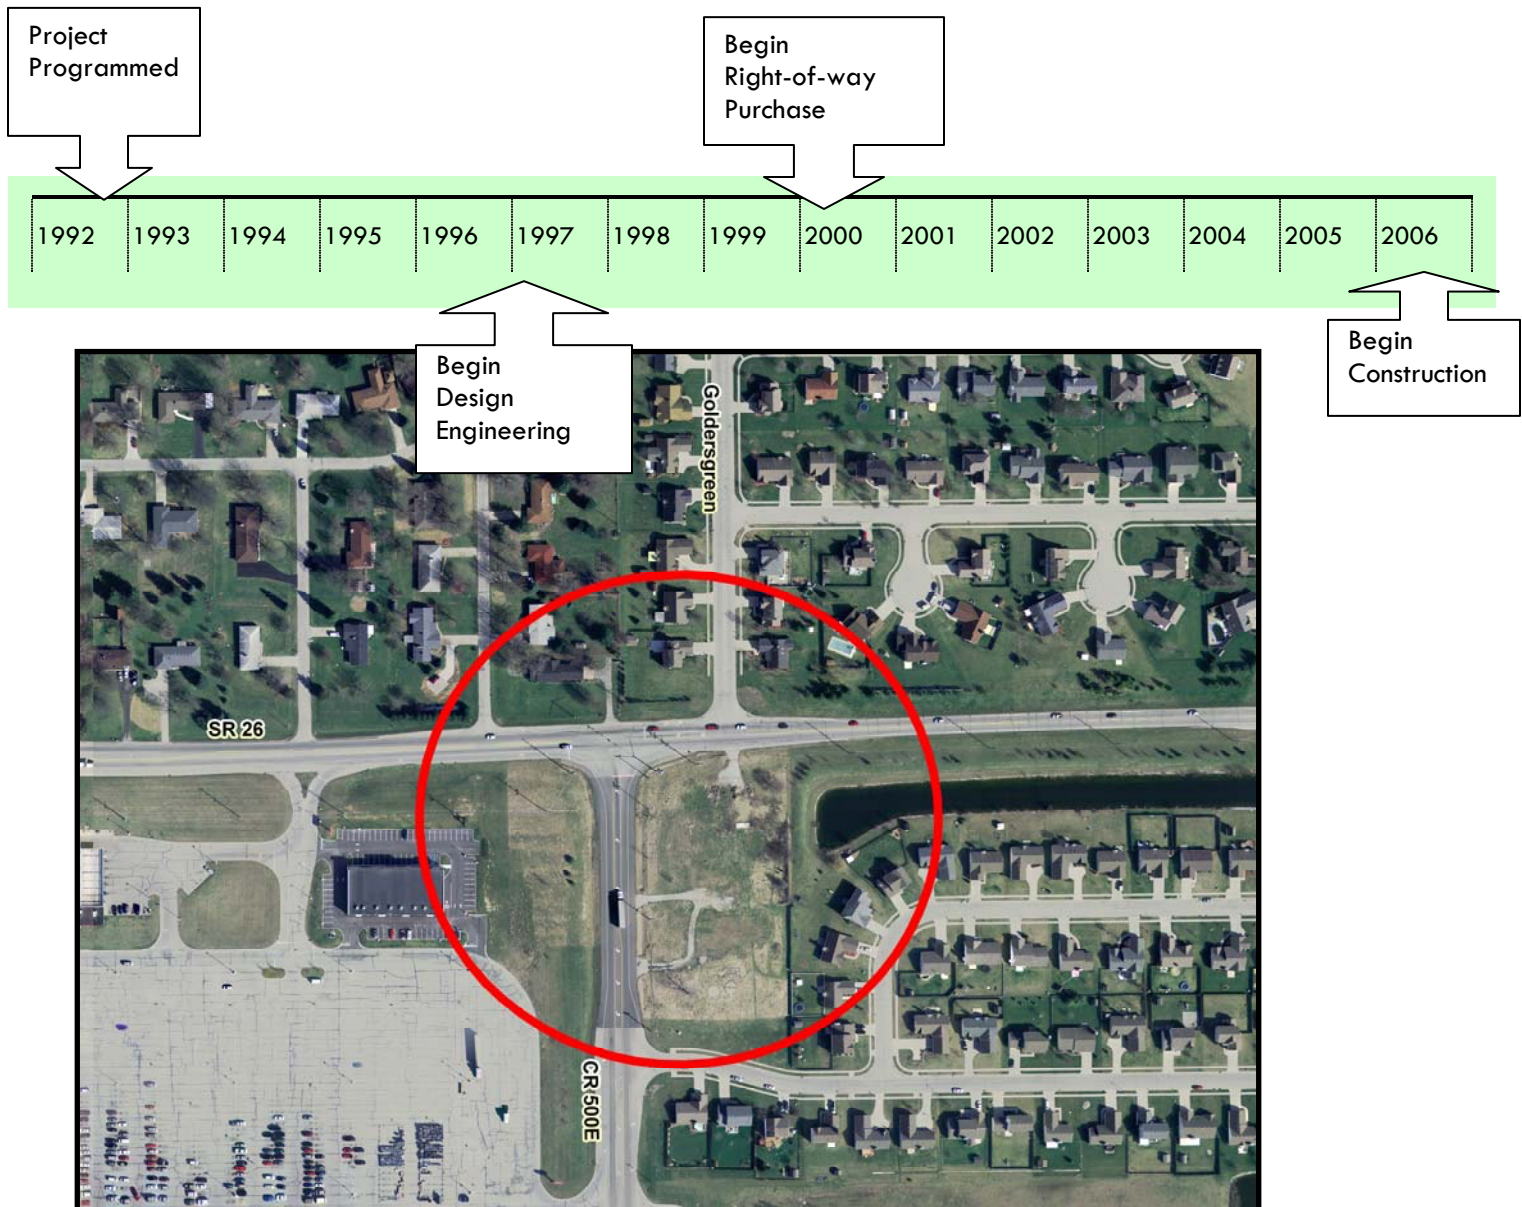 Project
Programmed
Begin
Right-of-way
Purchase
1992 1993 1994 1995 1996 1997 1998 1999 2000 2001 2002 2003 2004 2005 2006
Begin
Design
Engineering
Begin
Construction
Goldersgreen
SR 26
CR 500E